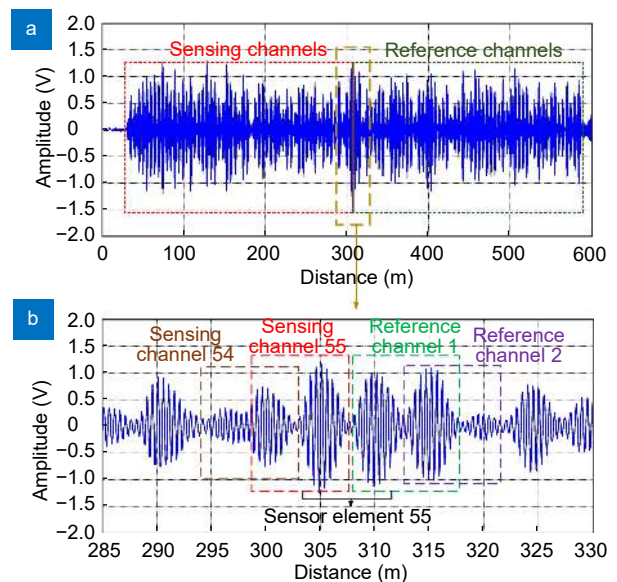 a
2.0
1.5
1.0
0.5
0
−0.5
−1.0
−1.5
−2.0
Amplitude (V)
Sensing channels
Reference channels
0 100 200 300 400 500 600
Distance (m)
b
2.0
1.5
1.0
0.5
0
−0.5
−1.0
−1.5
−2.0
Amplitude (V)
Sensing
channel 54
Sensing
channel 55
Reference
channel 1
Reference
channel 2
Sensor element 55
285 290 295 300 305 310 315 320 325 330
Distance (m)